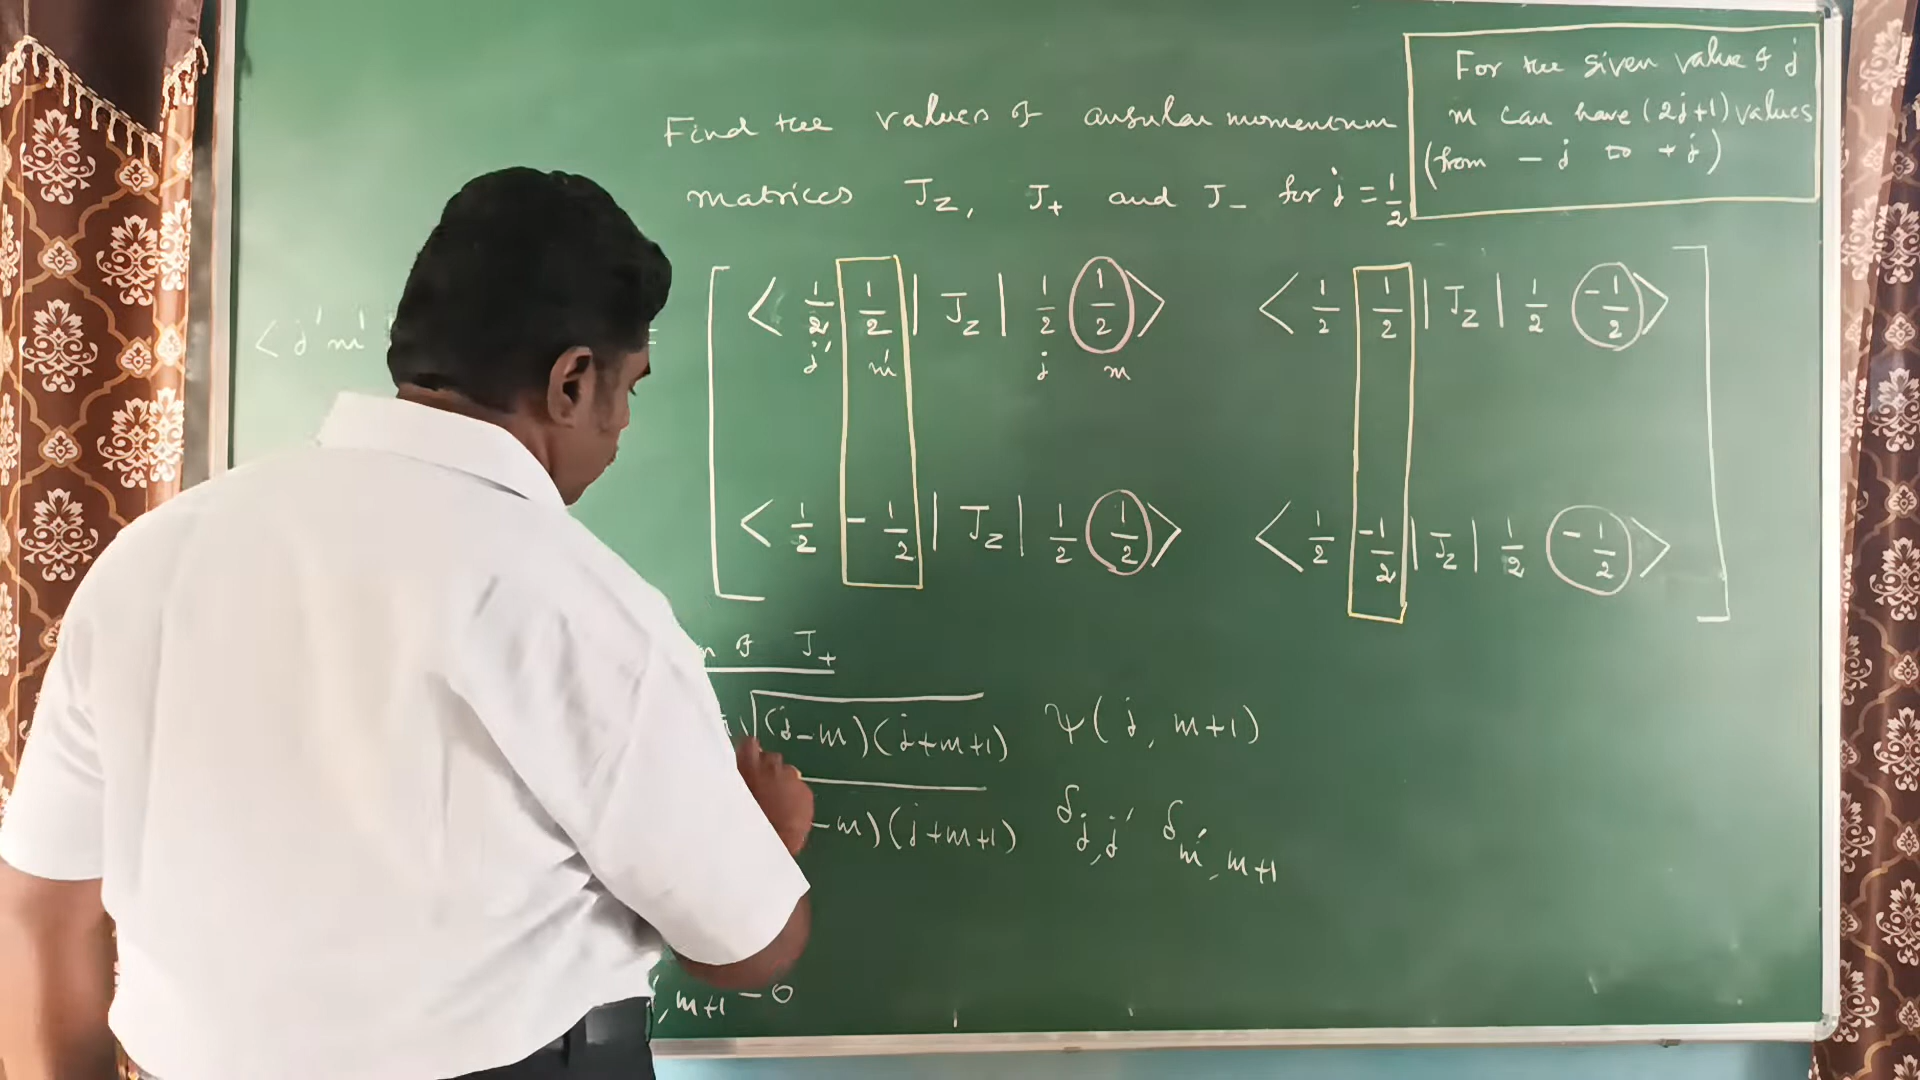 For the given value of j
m can have (2j+1) values
(from -j to +j)
Find the values of angular momentum
matrices J_z, J_+ and J_- for j = 1/2
< j' m'
[ < 1/2 1/2 | J_z | 1/2 1/2 > < 1/2 1/2 | J_z | 1/2 -1/2 > ]
j' m' j m
< 1/2 -1/2 | J_z | 1/2 1/2 > < 1/2 -1/2 | J_z | 1/2 -1/2 >
of J_+
√(j-m)(j+m+1) ψ(j, m+1)
-m)(j+m+1) δ_j,j' δ_m', m+1
, m+1 - 0